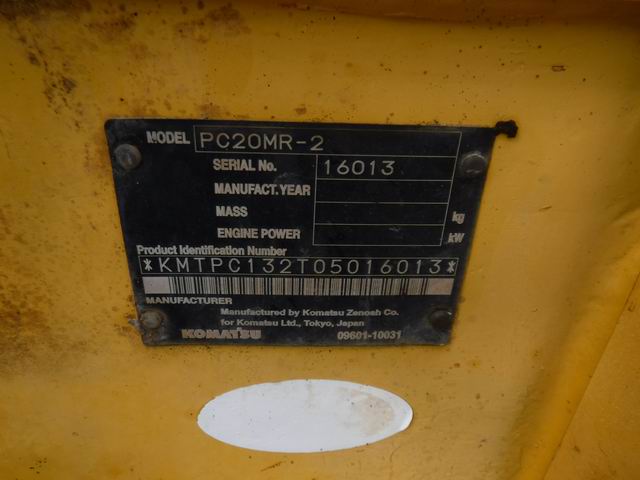 MODEL PC20MR-2
SERIAL No. 16013
MANUFACT. YEAR
MASS kg
ENGINE POWER kW
Product Identification Number
*KMTPC132T05016013*
MANUFACTURER
Manufactured by Komatsu Zenoah Co.
for Komatsu Ltd., Tokyo, Japan
KOMATSU 09601-10031